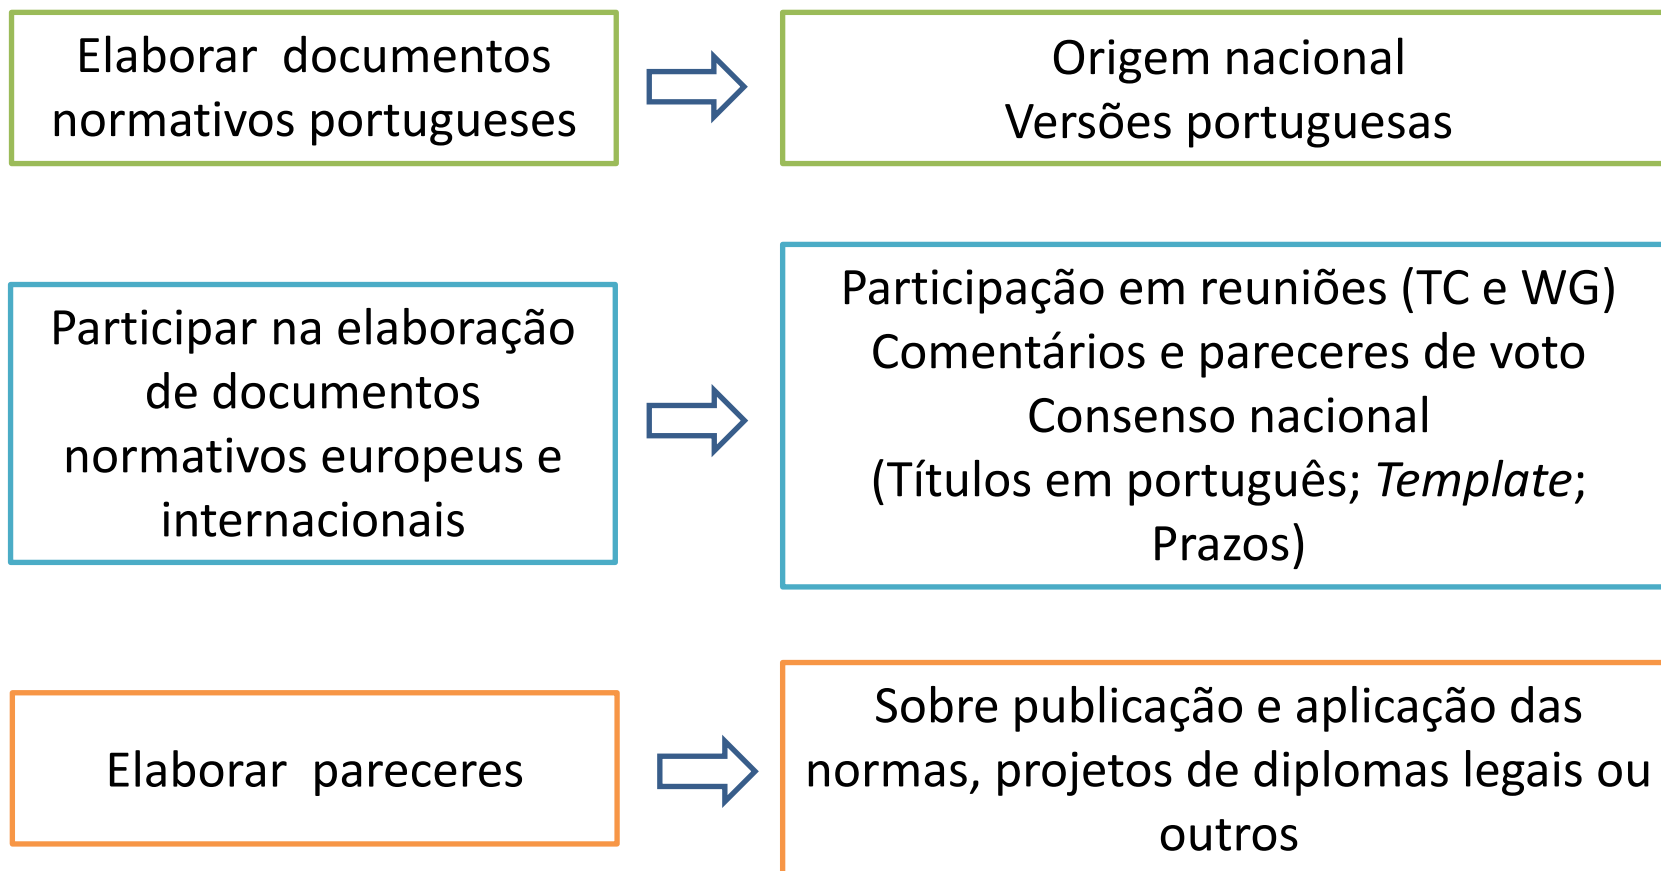 Elaborar documentos
normativos portugueses
Origem nacional
Versões portuguesas
Participar na elaboração
de documentos
normativos europeus e
internacionais
Participação em reuniões (TC e WG)
Comentários e pareceres de voto
Consenso nacional
(Títulos em português; Template;
Prazos)
Elaborar pareceres
Sobre publicação e aplicação das
normas, projetos de diplomas legais ou
outros